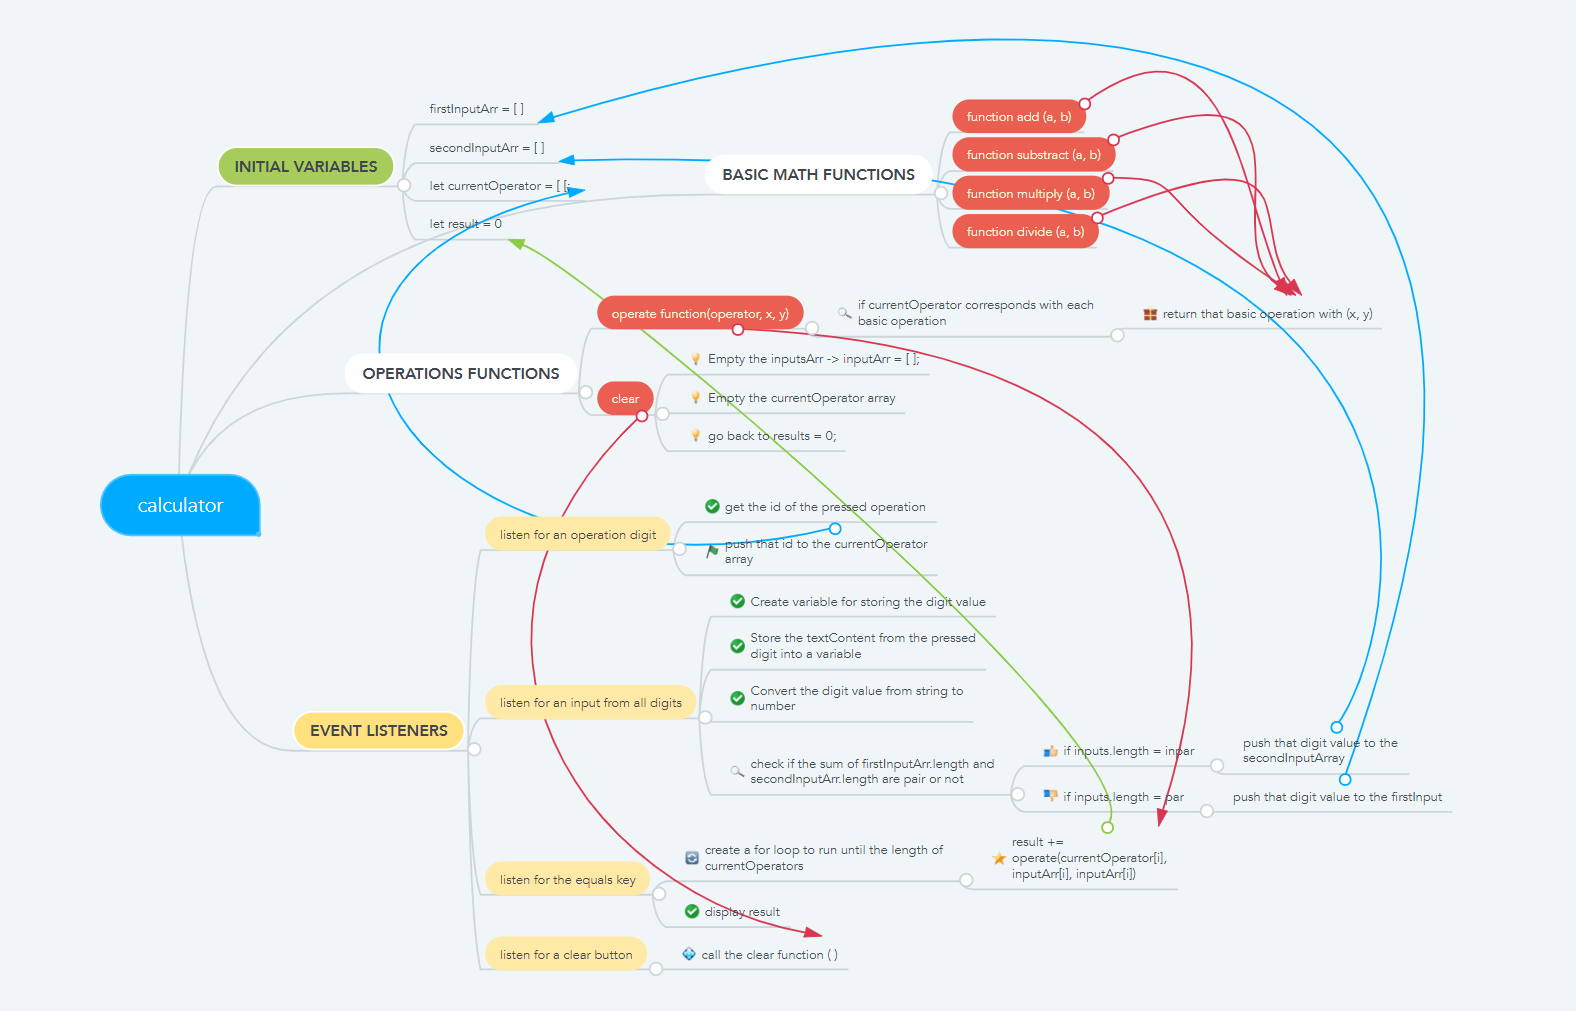 calculator
INITIAL VARIABLES
firstInputArr = [ ]
secondInputArr = [ ]
let currentOperator = [ [;
let result = 0
BASIC MATH FUNCTIONS
function add (a, b)
function substract (a, b)
function multiply (a, b)
function divide (a, b)
OPERATIONS FUNCTIONS
operate function(operator, x, y)
if currentOperator corresponds with each
basic operation
return that basic operation with (x, y)
clear
Empty the inputsArr -> inputArr = [ ];
Empty the currentOperator array
go back to results = 0;
EVENT LISTENERS
listen for an operation digit
get the id of the pressed operation
push that id to the currentOperator
array
listen for an input from all digits
Create variable for storing the digit value
Store the textContent from the pressed
digit into a variable
Convert the digit value from string to
number
check if the sum of firstInputArr.length and
secondInputArr.length are pair or not
if inputs.length = inpar
push that digit value to the
secondInputArray
if inputs.length = par
push that digit value to the firstInput
listen for the equals key
create a for loop to run until the length of
currentOperators
result +=
operate(currentOperator[i],
inputArr[i], inputArr[i])
display result
listen for a clear button
call the clear function ( )